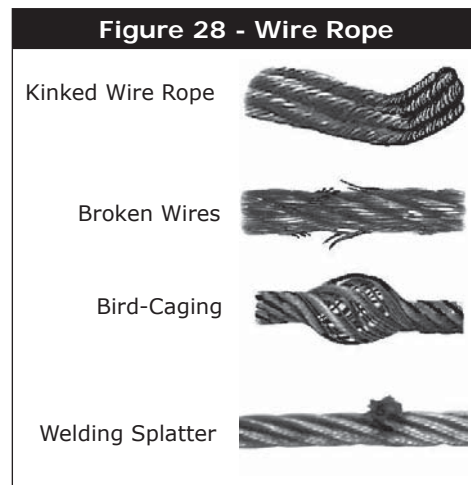 Figure 28 - Wire Rope
Kinked Wire Rope
Broken Wires
Bird-Caging
Welding Splatter